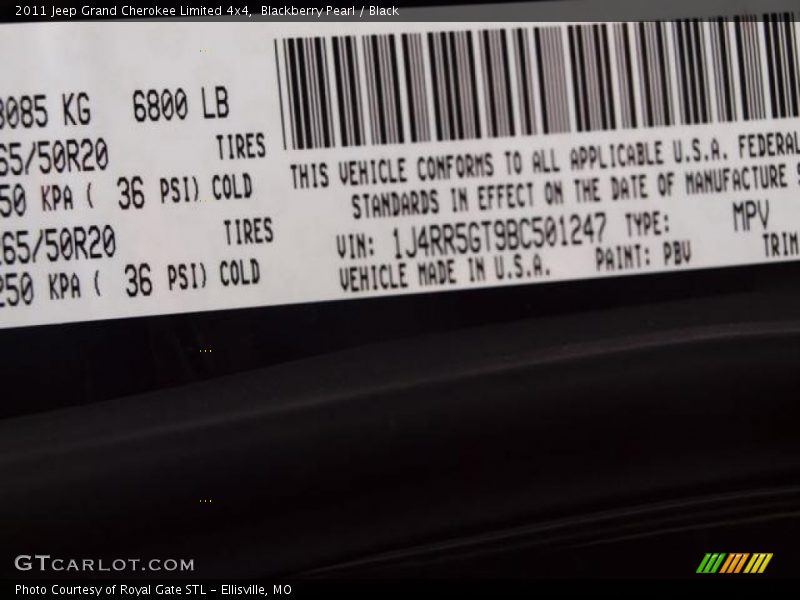 2011 Jeep Grand Cherokee Limited 4x4,  Blackberry Pearl / Black
3085 KG 6800 LB
65/50R20 TIRES
50 KPA ( 36 PSI) COLD
265/50R20 TIRES
250 KPA ( 36 PSI) COLD
THIS VEHICLE CONFORMS TO ALL APPLICABLE U.S.A. FEDERAL
STANDARDS IN EFFECT ON THE DATE OF MANUFACTURE S
VIN: 1J4RR5GT9BC501247 TYPE: MPV
VEHICLE MADE IN U.S.A. PAINT: PBV TRIM
GTCARLOT.COM
Photo Courtesy of Royal Gate STL - Ellisville, MO